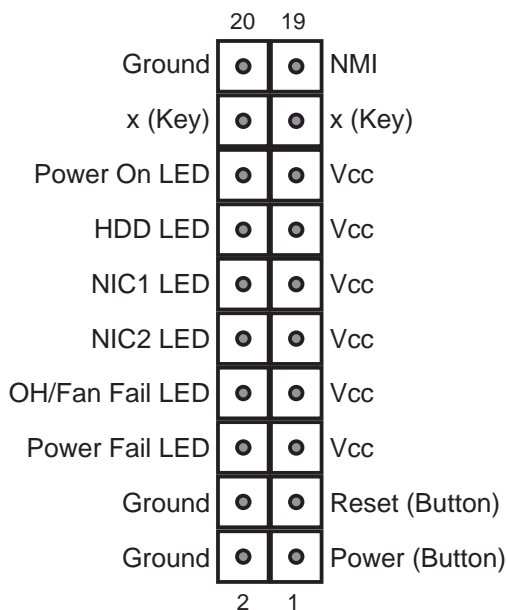 20 19
Ground NMI
x (Key) x (Key)
Power On LED Vcc
HDD LED Vcc
NIC1 LED Vcc
NIC2 LED Vcc
OH/Fan Fail LED Vcc
Power Fail LED Vcc
Ground Reset (Button)
Ground Power (Button)
2 1